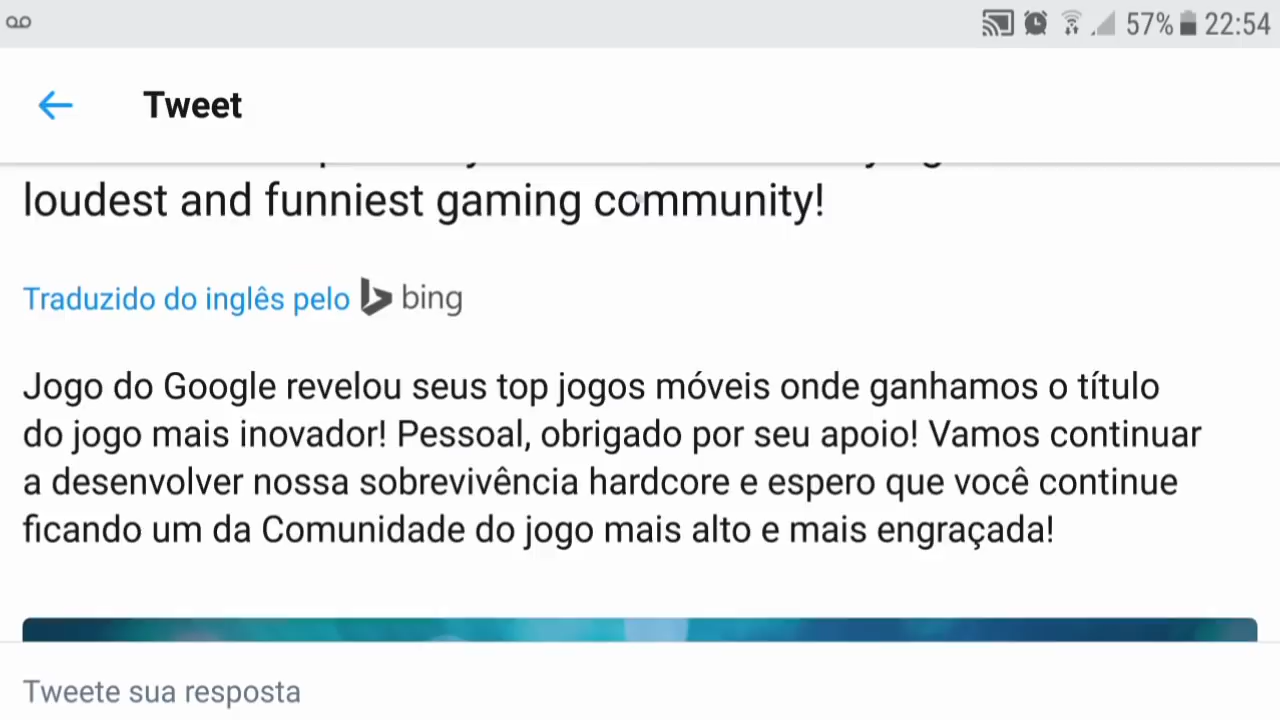 57% 22:54
Tweet
loudest and funniest gaming community!
Traduzido do inglês pelo bing
Jogo do Google revelou seus top jogos móveis onde ganhamos o título
do jogo mais inovador! Pessoal, obrigado por seu apoio! Vamos continuar
a desenvolver nossa sobrevivência hardcore e espero que você continue
ficando um da Comunidade do jogo mais alto e mais engraçada!
Tweete sua resposta